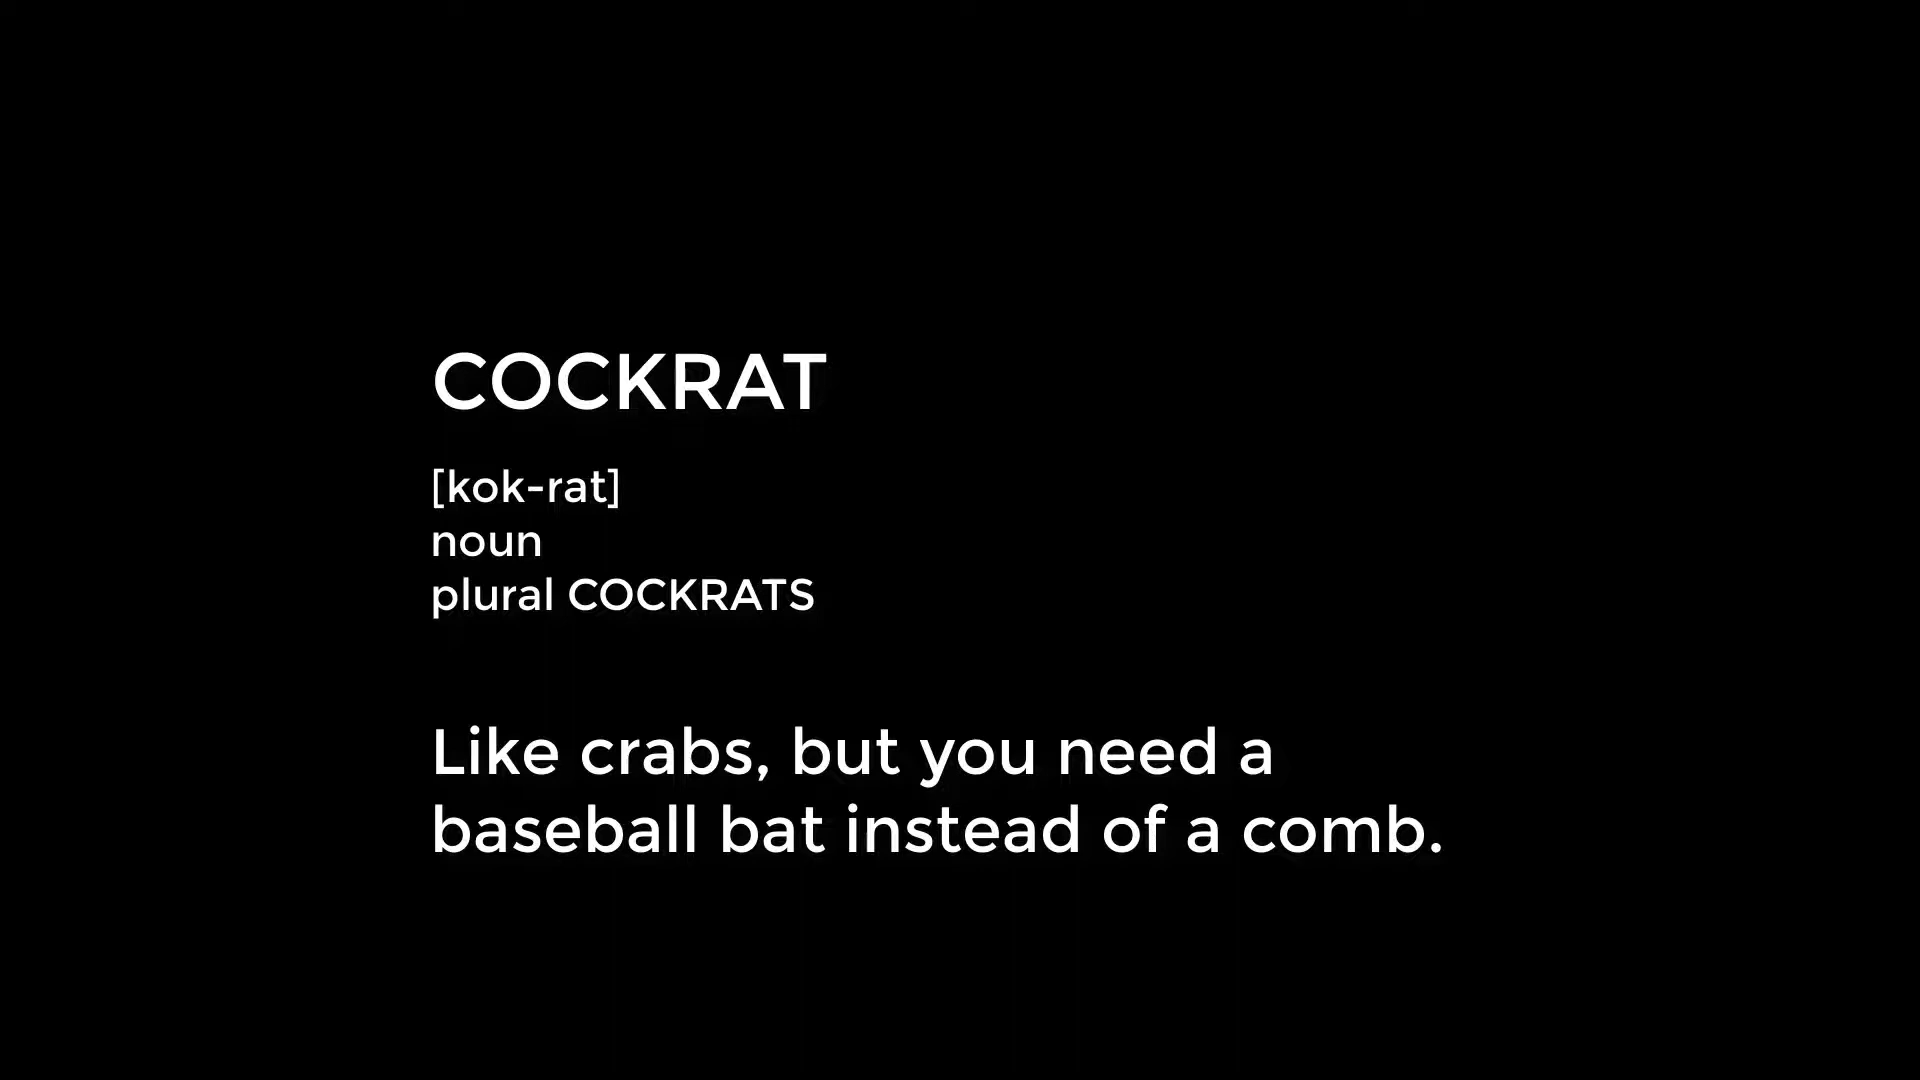 COCKRAT
[kok-rat]
noun
plural COCKRATS
Like crabs, but you need a
baseball bat instead of a comb.